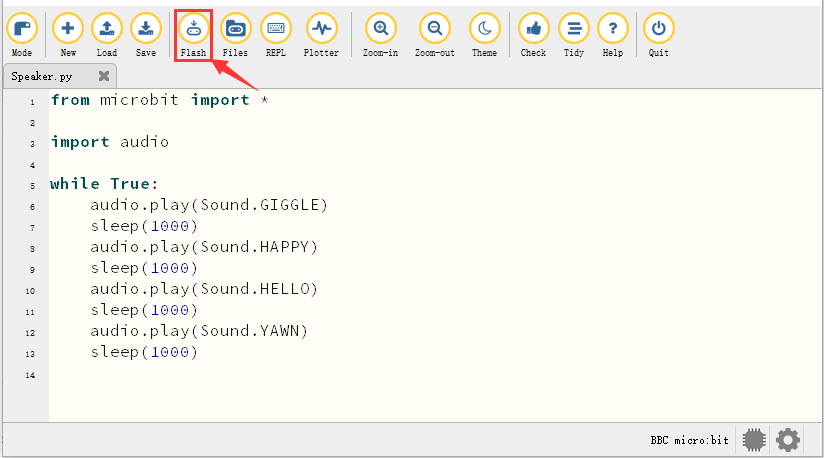 Mode New Load Save Flash Files REPL Plotter Zoom-in Zoom-out Theme Check Tidy Help Quit
Speaker.py
1 from microbit import *
2
3 import audio
4
5 while True:
6     audio.play(Sound.GIGGLE)
7     sleep(1000)
8     audio.play(Sound.HAPPY)
9     sleep(1000)
10     audio.play(Sound.HELLO)
11     sleep(1000)
12     audio.play(Sound.YAWN)
13     sleep(1000)
14
BBC micro:bit